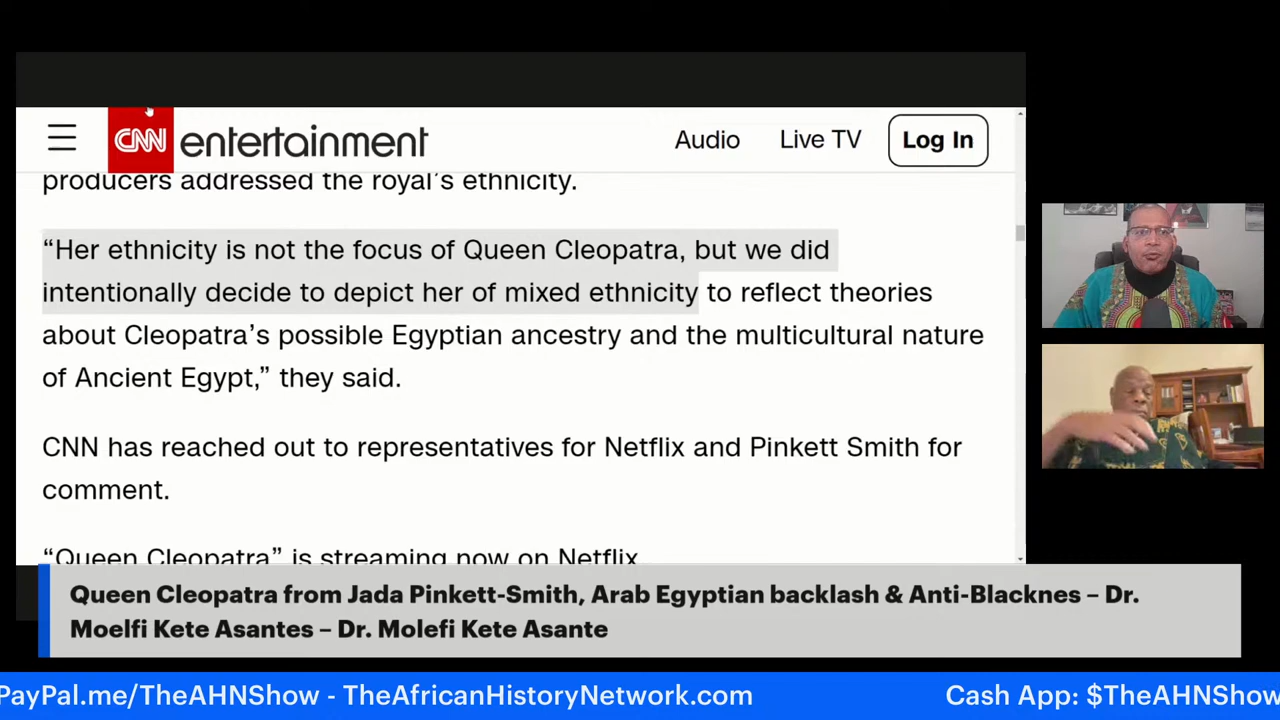 CNN entertainment
Audio
Live TV
Log In
producers addressed the royal’s ethnicity.
“Her ethnicity is not the focus of Queen Cleopatra, but we did
intentionally decide to depict her of mixed ethnicity to reflect theories
about Cleopatra’s possible Egyptian ancestry and the multicultural nature
of Ancient Egypt,” they said.
CNN has reached out to representatives for Netflix and Pinkett Smith for
comment.
“Queen Cleopatra” is streaming now on Netflix.
Queen Cleopatra from Jada Pinkett-Smith, Arab Egyptian backlash & Anti-Blacknes – Dr.
Moelfi Kete Asantes – Dr. Molefi Kete Asante
PayPal.me/TheAHNShow - TheAfricanHistoryNetwork.com
Cash App: $TheAHNShow